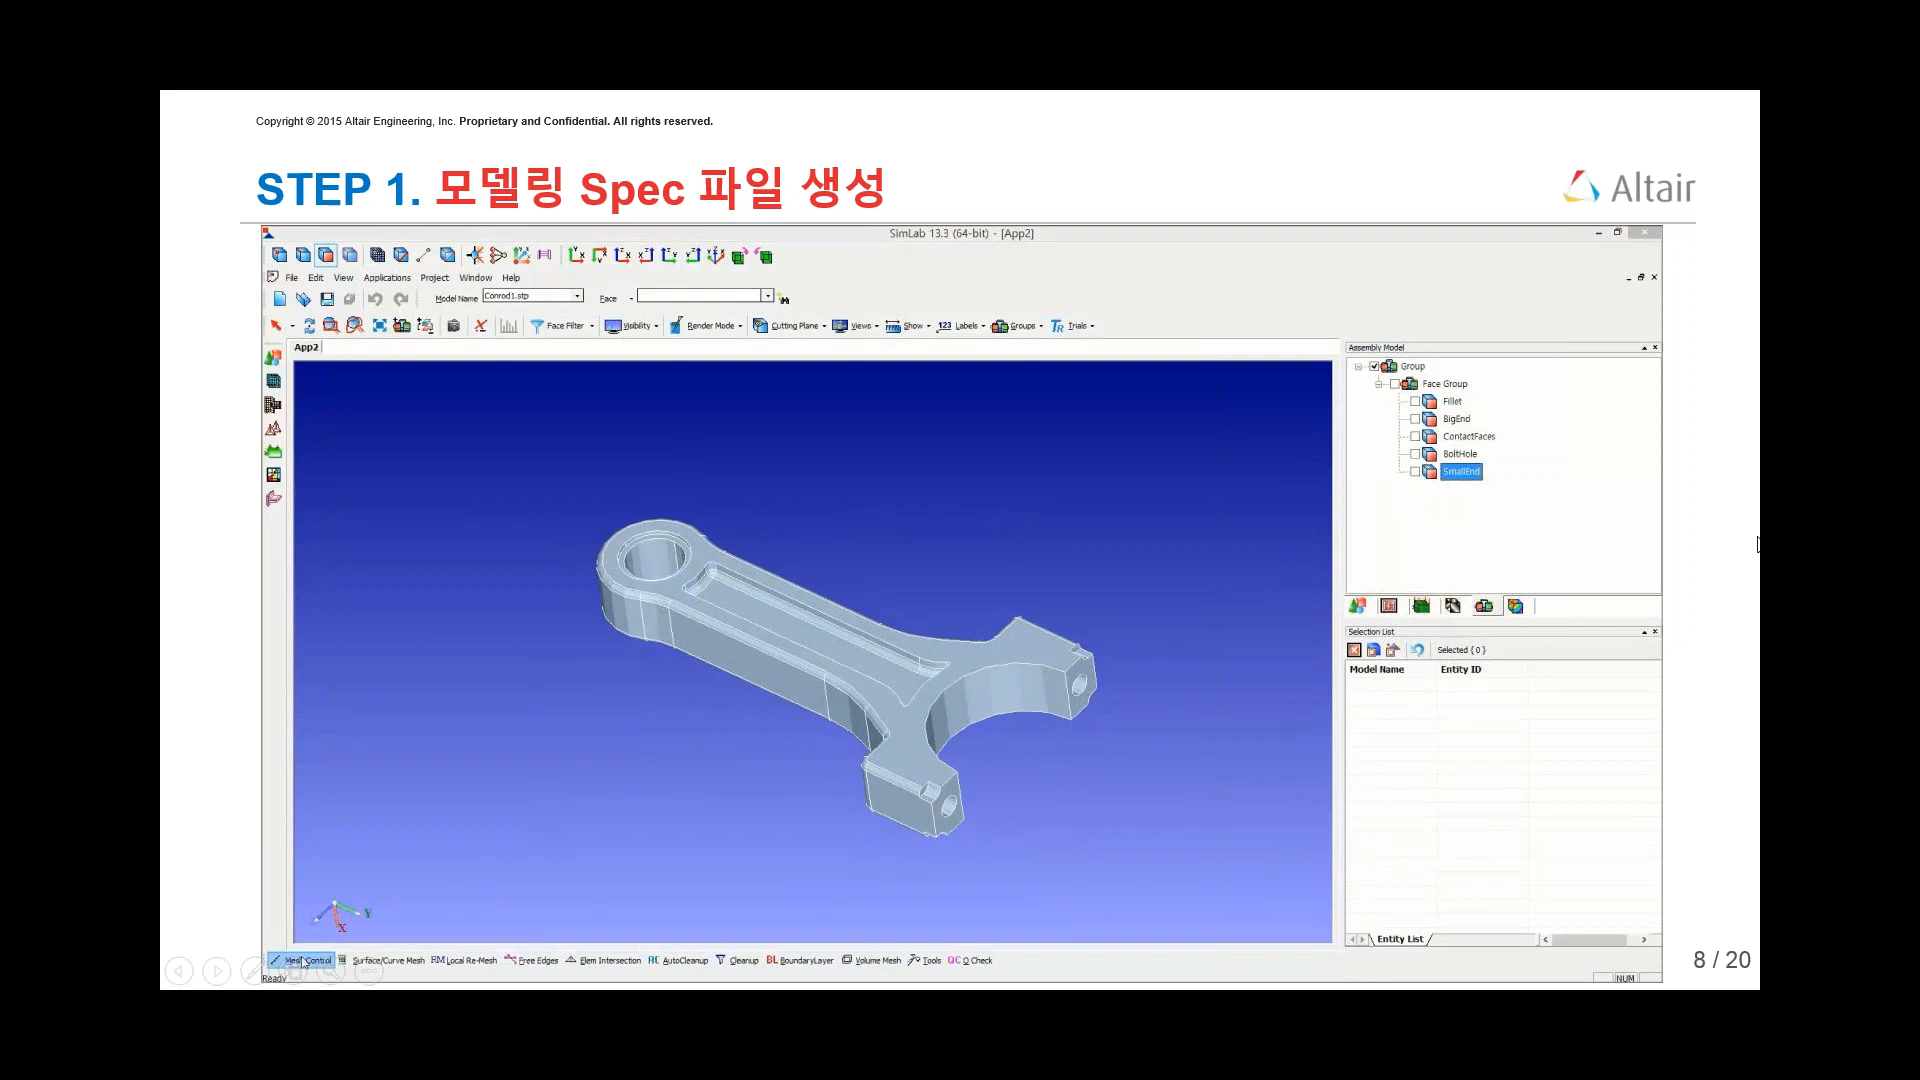 Copyright © 2015 Altair Engineering, Inc. Proprietary and Confidential. All rights reserved.
STEP 1. 모델링 Spec 파일 생성
Altair
SimLab 13.3 (64-bit) - [App2]
File Edit View Applications Project Window Help
Model Name Conrod1.stp Face
Face Filter Visibility Render Mode Cutting Plane Views Show 123 Labels Groups TR Trials
App2
Assembly Model
Group
Face Group
Fillet
BigEnd
ContactFaces
BoltHole
SmallEnd
Selection List
Selected { 0 }
Model Name Entity ID
Y
X
Entity List
Mesh Control Surface/Curve Mesh RM Local Re-Mesh Free Edges Elem Intersection AC AutoCleanup Cleanup BL BoundaryLayer Volume Mesh Tools QC Q Check
8 / 20
Ready
NUM